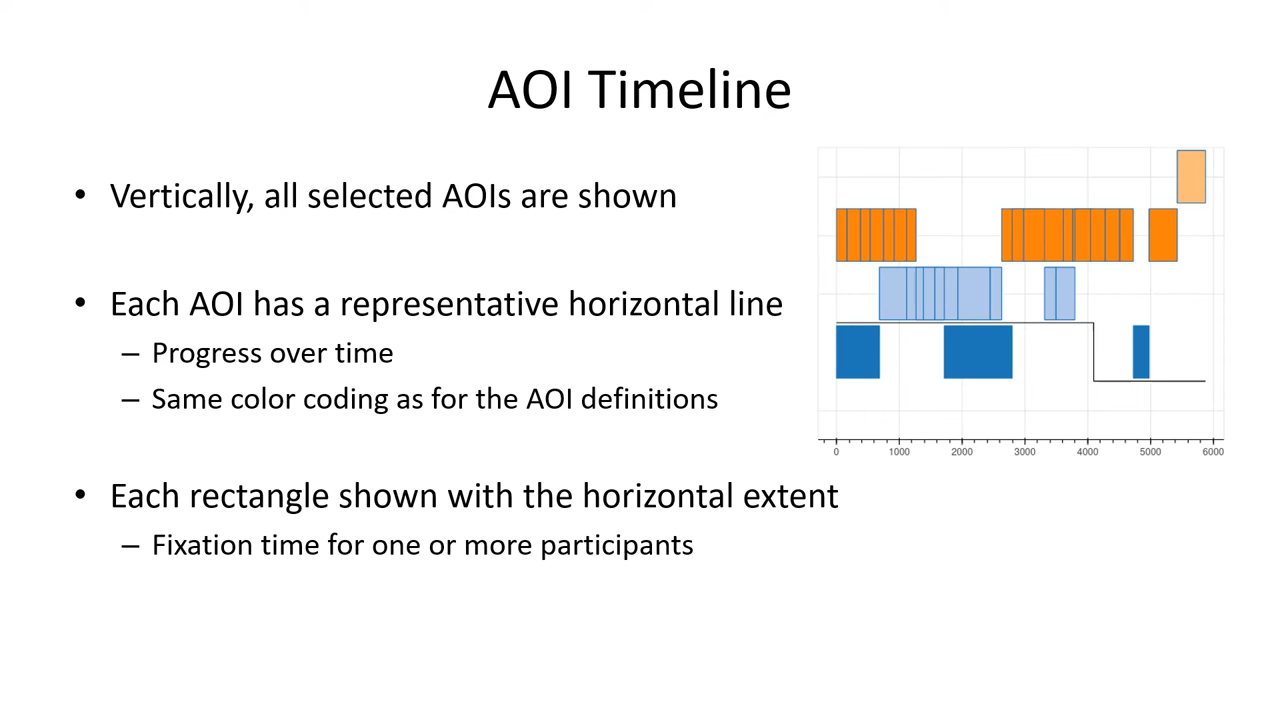 AOI Timeline
• Vertically, all selected AOIs are shown
• Each AOI has a representative horizontal line
– Progress over time
– Same color coding as for the AOI definitions
• Each rectangle shown with the horizontal extent
– Fixation time for one or more participants
0 1000 2000 3000 4000 5000 6000